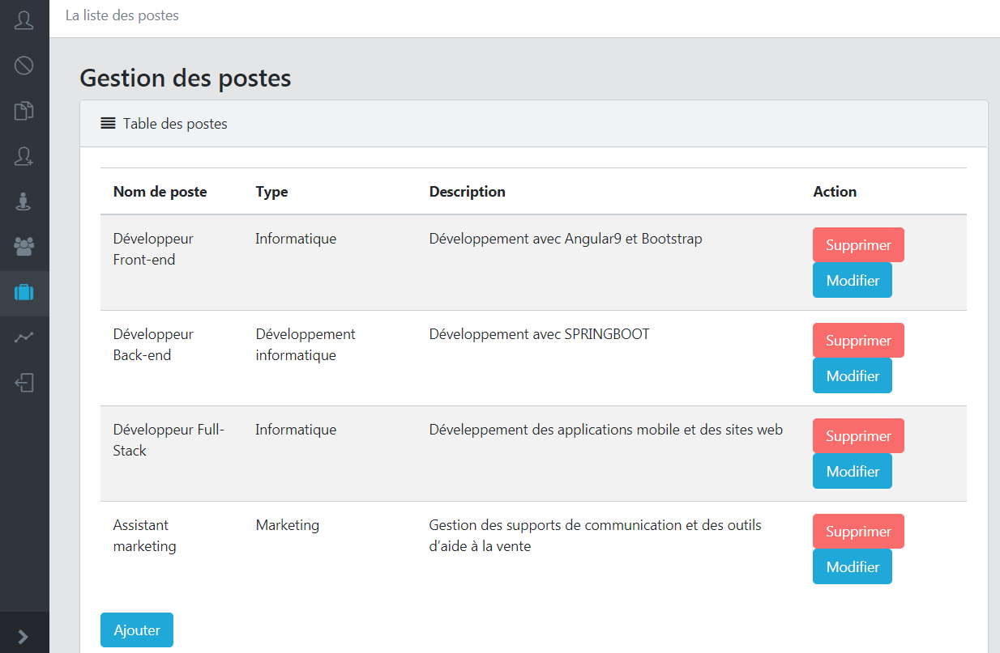 La liste des postes
Gestion des postes
Table des postes
Nom de poste Type Description Action
Développeur Front-end
Informatique
Développement avec Angular9 et Bootstrap
Supprimer
Modifier
Développeur Back-end
Développement informatique
Développement avec SPRINGBOOT
Supprimer
Modifier
Développeur Full-
Stack
Informatique
Déveleppement des applications mobile et des sites web
Supprimer
Modifier
Assistant
marketing
Marketing
Gestion des supports de communication et des outils
d’aide à la vente
Supprimer
Modifier
Ajouter